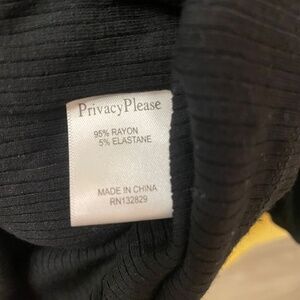 PrivacyPlease
95% RAYON
5% ELASTANE
MADE IN CHINA
RN132829